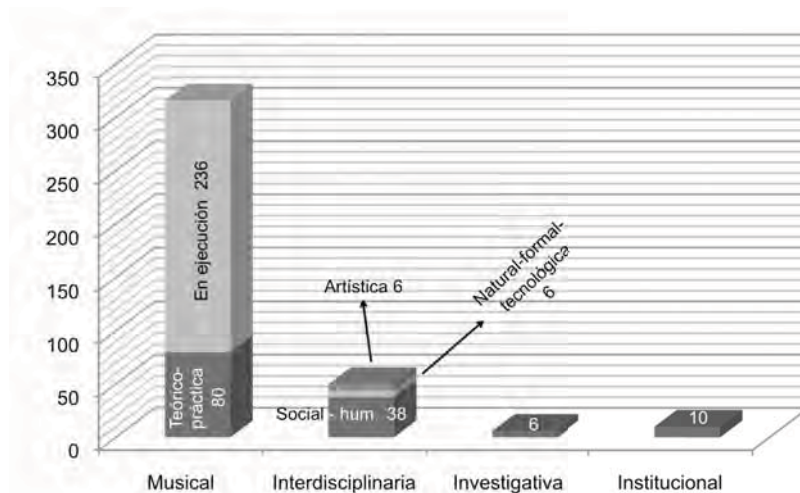 350
300
250
200
150
100
50
0
En ejecución 236
Teórico-
práctica
80
Artística 6
Natural-formal-
tecnológica
6
Social - hum 38
6
10
Musical
Interdisciplinaria
Investigativa
Institucional